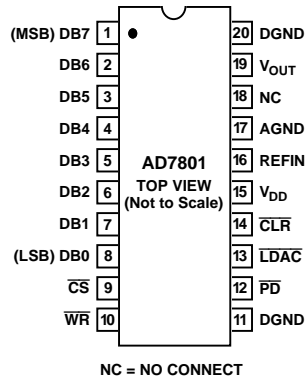 (MSB) DB7 1 20 DGND
DB6 2 19 VOUT
DB5 3 18 NC
DB4 4 17 AGND
DB3 5 16 REFIN
DB2 6 15 VDD
DB1 7 14 CLR
(LSB) DB0 8 13 LDAC
CS 9 12 PD
WR 10 11 DGND
AD7801
TOP VIEW
(Not to Scale)
NC = NO CONNECT